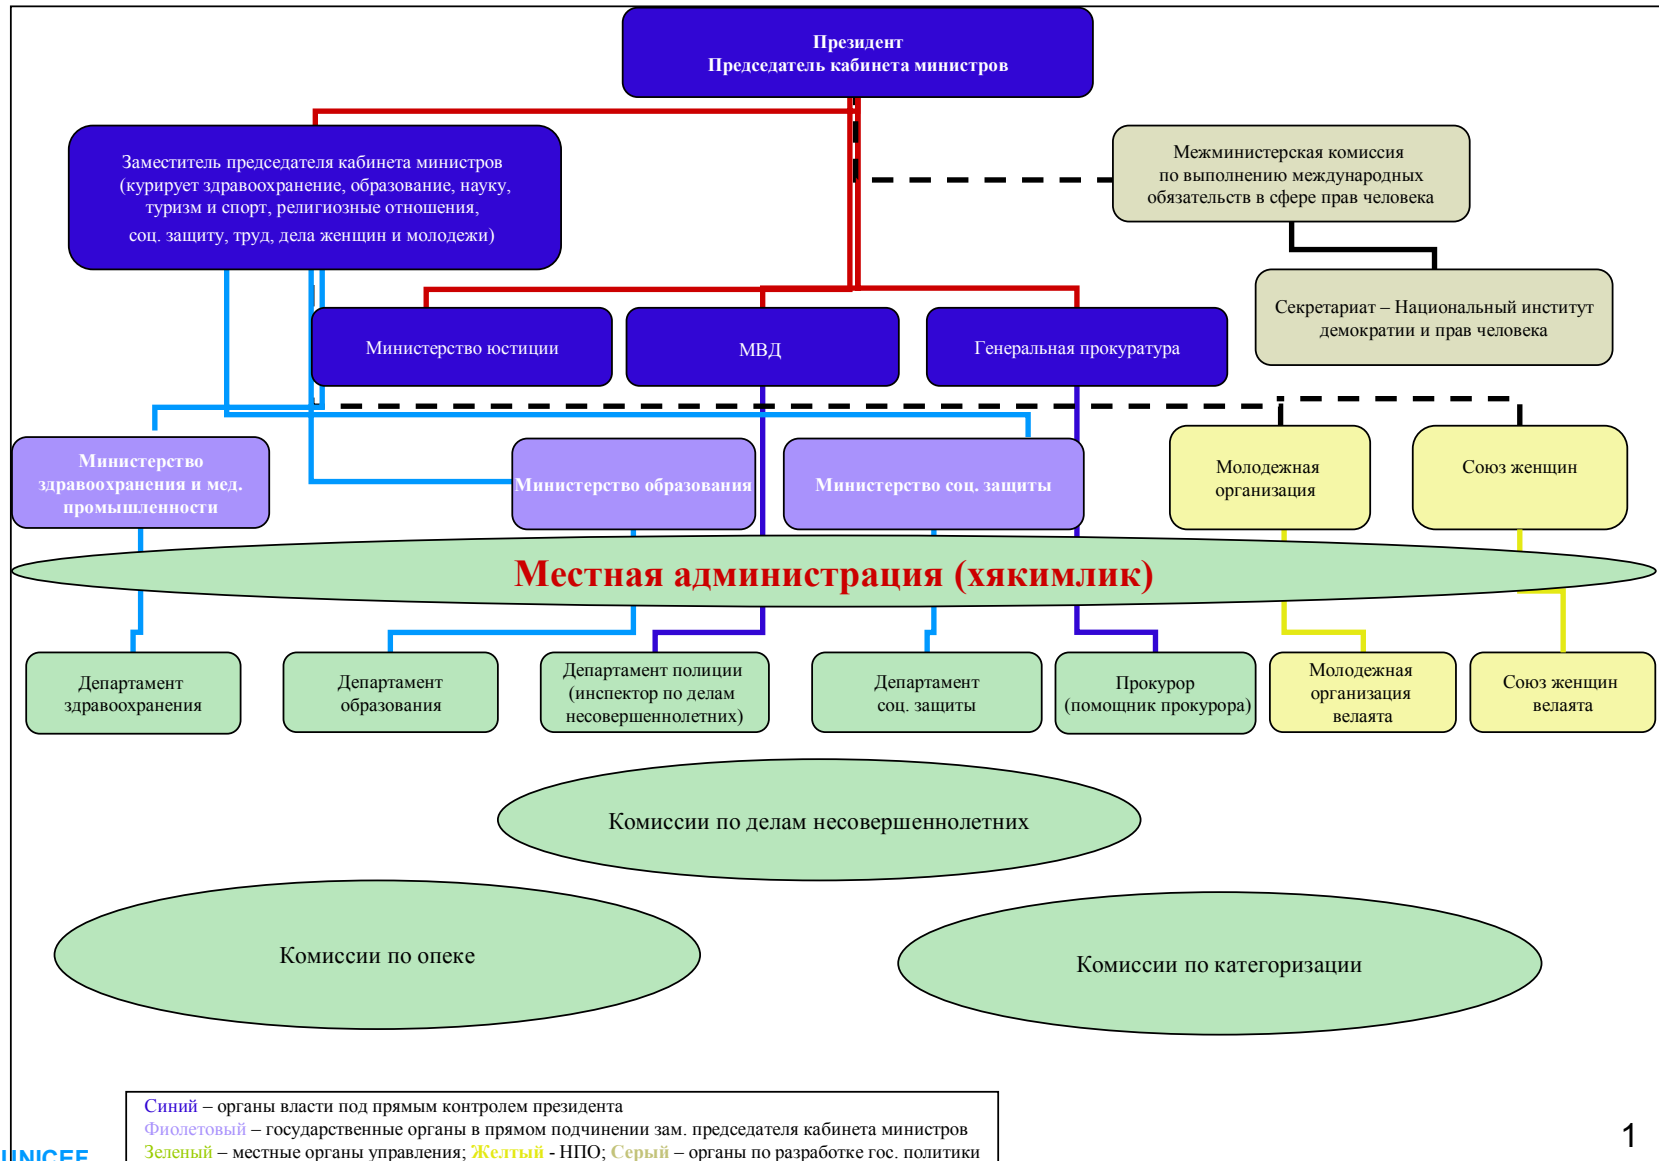 Президент
Председатель кабинета министров
Заместитель председателя кабинета министров
(курирует здравоохранение, образование, науку,
туризм и спорт, религиозные отношения,
соц. защиту, труд, дела женщин и молодежи)
Межминистерская комиссия
по выполнению международных
обязательств в сфере прав человека
Секретариат – Национальный институт
демократии и прав человека
Министерство юстиции
МВД
Генеральная прокуратура
Министерство
здравоохранения и мед.
промышленности
Министерство образования
Министерство соц. защиты
Молодежная
организация
Союз женщин
Местная администрация (хякимлик)
Департамент
здравоохранения
Департамент
образования
Департамент полиции
(инспектор по делам
несовершеннолетних)
Департамент
соц. защиты
Прокурор
(помощник прокурора)
Молодежная
организация
велаята
Союз женщин
велаята
Комиссии по делам несовершеннолетних
Комиссии по опеке
Комиссии по категоризации
Синий – органы власти под прямым контролем президента
Фиолетовый – государственные органы в прямом подчинении зам. председателя кабинета министров
Зеленый – местные органы управления; Желтый - НПО; Серый – органы по разработке гос. политики
UNICEF
1